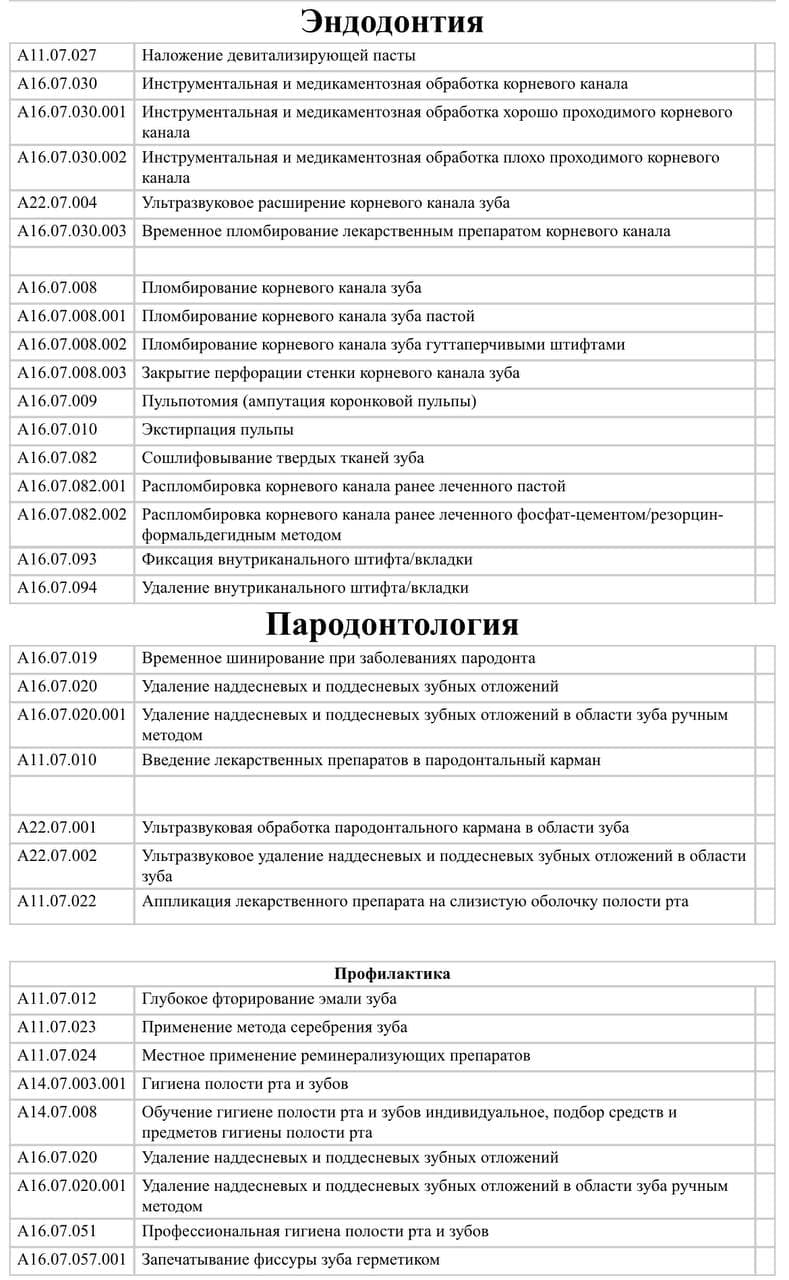 Эндодонтия
A11.07.027 Наложение девитализирующей пасты
A16.07.030 Инструментальная и медикаментозная обработка корневого канала
A16.07.030.001 Инструментальная и медикаментозная обработка хорошо проходимого корневого
канала
A16.07.030.002 Инструментальная и медикаментозная обработка плохо проходимого корневого
канала
A22.07.004 Ультразвуковое расширение корневого канала зуба
A16.07.030.003 Временное пломбирование лекарственным препаратом корневого канала
A16.07.008 Пломбирование корневого канала зуба
A16.07.008.001 Пломбирование корневого канала зуба пастой
A16.07.008.002 Пломбирование корневого канала зуба гуттаперчивыми штифтами
A16.07.008.003 Закрытие перфорации стенки корневого канала зуба
A16.07.009 Пульпотомия (ампутация коронковой пульпы)
A16.07.010 Экстирпация пульпы
A16.07.082 Сошлифовывание твердых тканей зуба
A16.07.082.001 Распломбировка корневого канала ранее леченного пастой
A16.07.082.002 Распломбировка корневого канала ранее леченного фосфат-цементом/резорцин-
формальдегидным методом
A16.07.093 Фиксация внутриканального штифта/вкладки
A16.07.094 Удаление внутриканального штифта/вкладки
Пародонтология
A16.07.019 Временное шинирование при заболеваниях пародонта
A16.07.020 Удаление наддесневых и поддесневых зубных отложений
A16.07.020.001 Удаление наддесневых и поддесневых зубных отложений в области зуба ручным
методом
A11.07.010 Введение лекарственных препаратов в пародонтальный карман
A22.07.001 Ультразвуковая обработка пародонтального кармана в области зуба
A22.07.002 Ультразвуковое удаление наддесневых и поддесневых зубных отложений в области
зуба
A11.07.022 Аппликация лекарственного препарата на слизистую оболочку полости рта
Профилактика
A11.07.012 Глубокое фторирование эмали зуба
A11.07.023 Применение метода серебрения зуба
A11.07.024 Местное применение реминерализующих препаратов
A14.07.003.001 Гигиена полости рта и зубов
A14.07.008 Обучение гигиене полости рта и зубов индивидуальное, подбор средств и
предметов гигиены полости рта
A16.07.020 Удаление наддесневых и поддесневых зубных отложений
A16.07.020.001 Удаление наддесневых и поддесневых зубных отложений в области зуба ручным
методом
A16.07.051 Профессиональная гигиена полости рта и зубов
A16.07.057.001 Запечатывание фиссуры зуба герметиком